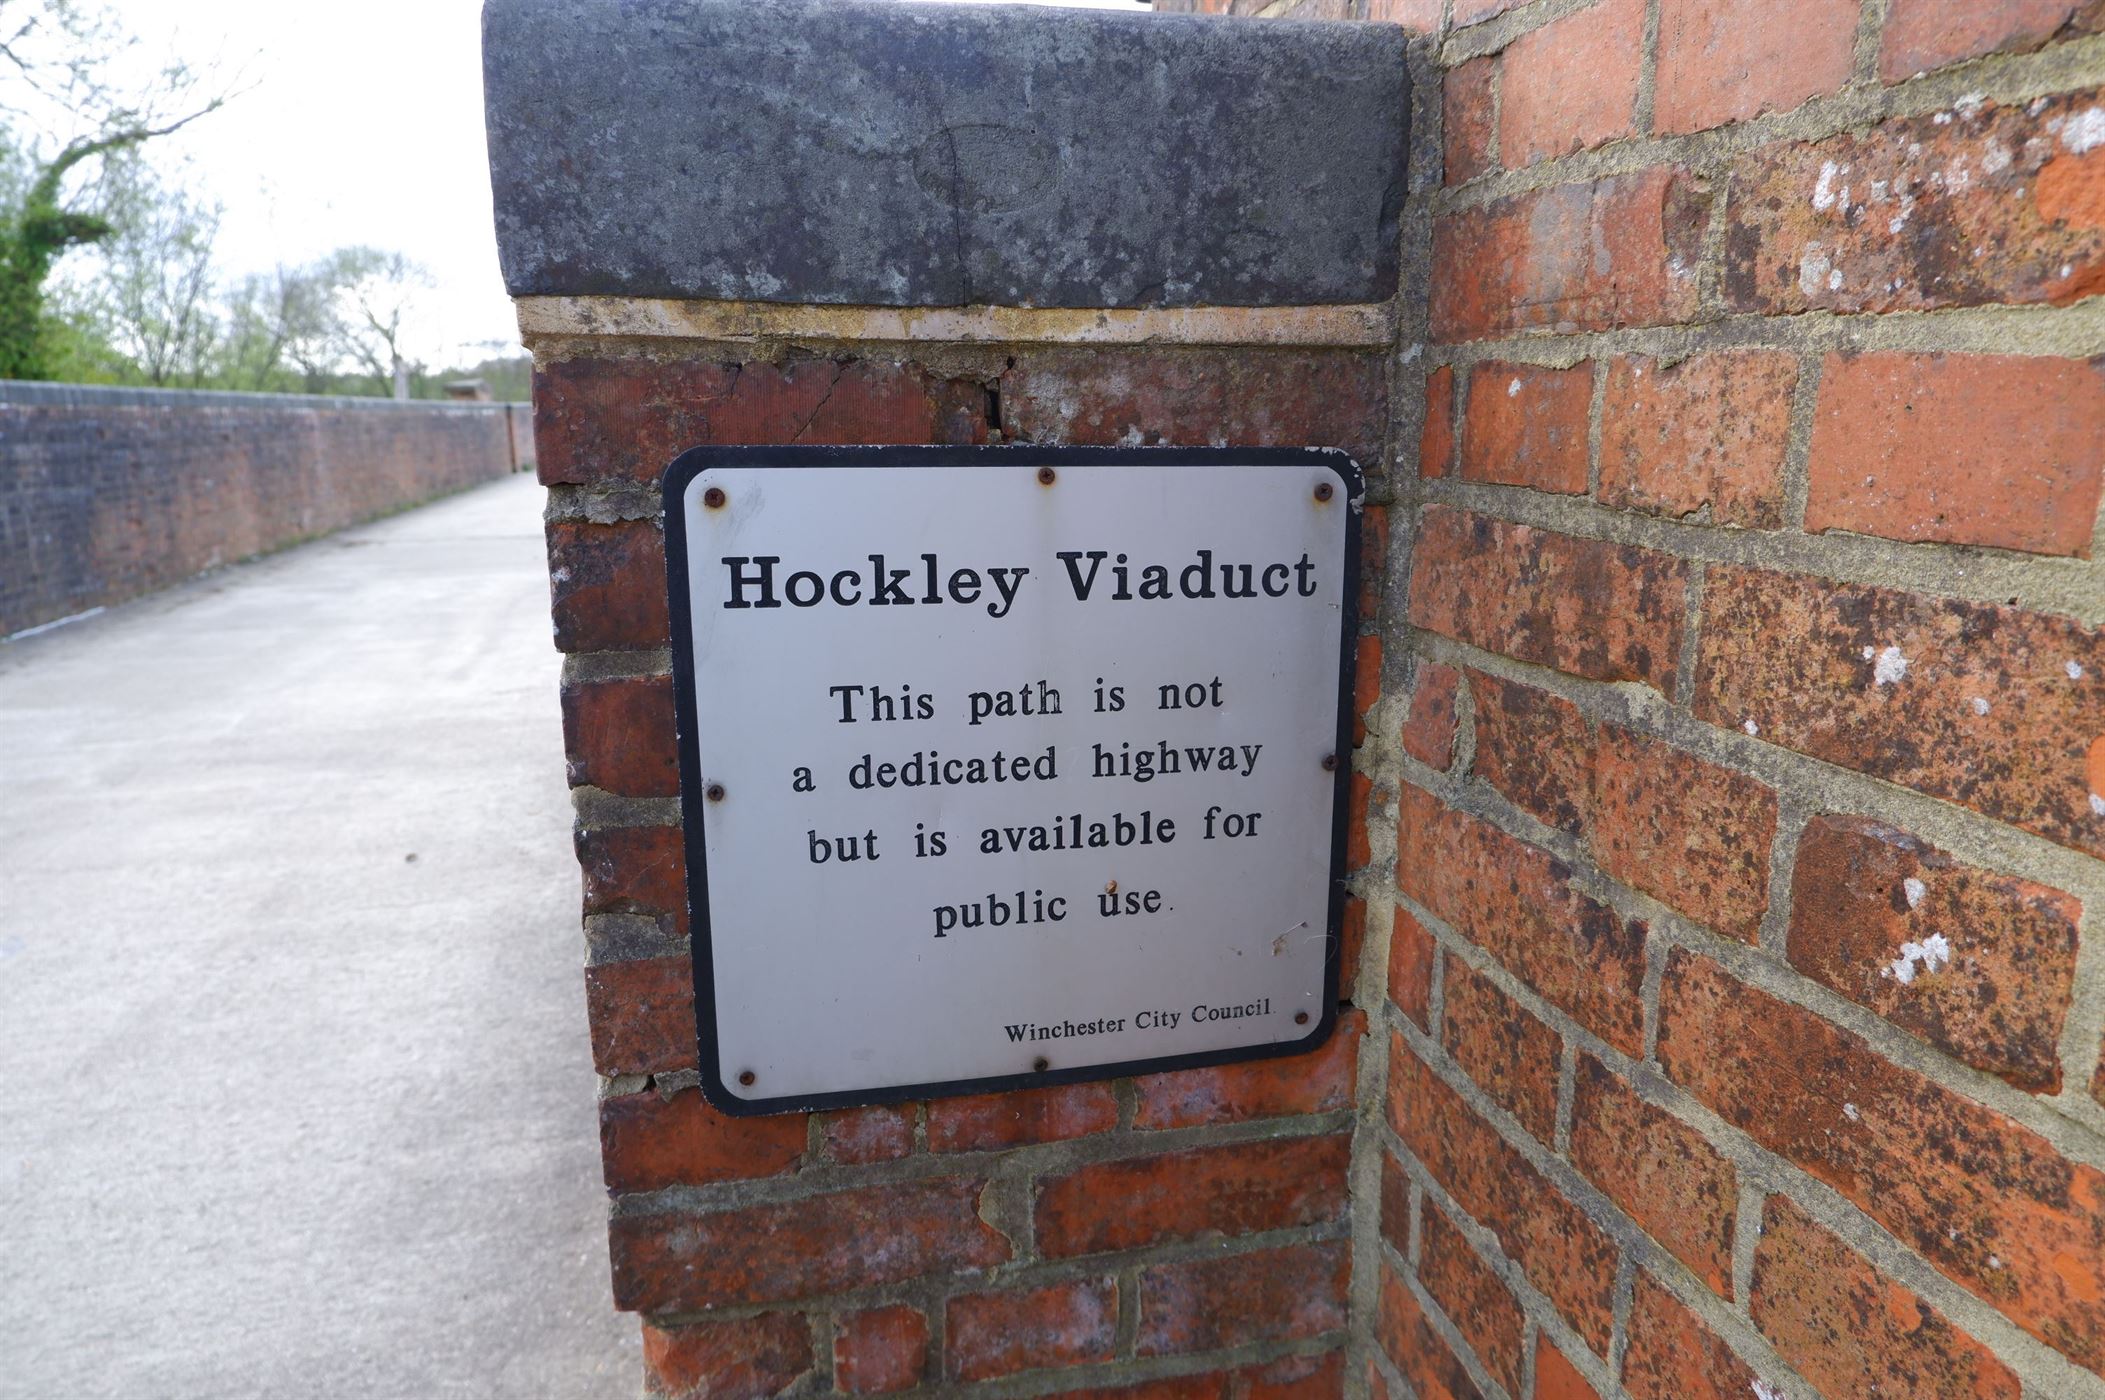 Hockley Viaduct
This path is not
a dedicated highway
but is available for
public use.
Winchester City Council.